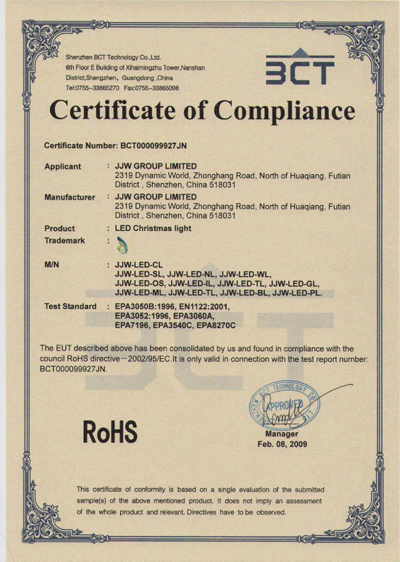 Shenzhen BCT Technology Co.,Ltd.
6th Floor E Building of Xihaimingzhu Tower,Nanshan
District,Shengzhen, Guangdong ,China
Tel:0755-33865270 Fax:0755-33865098
BCT
Certificate of Compliance
Certificate Number: BCT000099927JN
Applicant : JJW GROUP LIMITED
2319 Dynamic World, Zhonghang Road, North of Huaqiang, Futian
District , Shenzhen, China 518031
Manufacturer : JJW GROUP LIMITED
2319 Dynamic World, Zhonghang Road, North of Huaqiang, Futian
District , Shenzhen, China 518031
Product : LED Christmas light
Trademark :
M/N : JJW-LED-CL
JJW-LED-SL, JJW-LED-NL, JJW-LED-WL,
JJW-LED-OS, JJW-LED-IL, JJW-LED-TL, JJW-LED-GL,
JJW-LED-ML, JJW-LED-TL, JJW-LED-BL, JJW-LED-PL.
Test Standard : EPA3050B:1996, EN1122:2001,
EPA3052:1996, EPA3060A,
EPA7196, EPA3540C, EPA8270C
BCT
The EUT described above has been consolidated by us and found in compliance with the
council RoHS directive-2002/95/EC It is only valid in connection with the test report number:
BCT000099927JN.
BCT TECHNOLOGY CO
APPROVED
RoHS
Manager
Feb. 08, 2009
This certificate of conformity is based on a single evaluation of the submitted
sample(s) of the above mentioned product. It does not imply an assessment
of the whole product and relevant. Directives have to be observed.